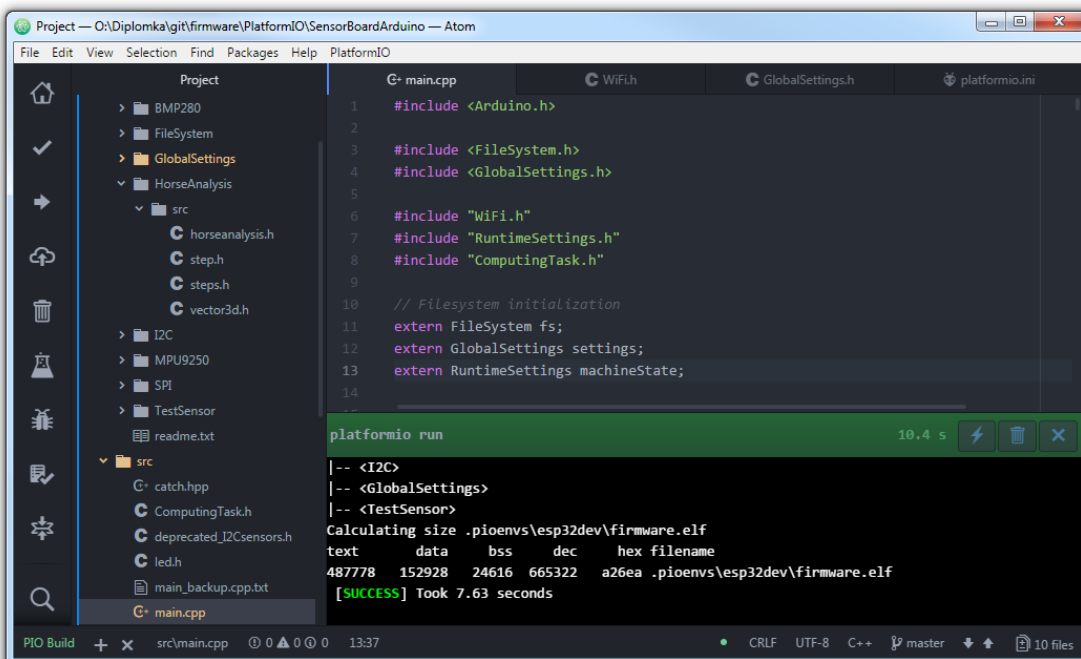 Project — O:\Diplomka\git\firmware\PlatformIO\SensorBoardArduino — Atom
File Edit View Selection Find Packages Help PlatformIO
Project
BMP280
FileSystem
GlobalSettings
HorseAnalysis
src
horseanalysis.h
step.h
steps.h
vector3d.h
I2C
MPU9250
SPI
TestSensor
readme.txt
src
catch.hpp
ComputingTask.h
deprecated_I2Csensors.h
led.h
main_backup.cpp.txt
main.cpp
main.cpp WiFi.h GlobalSettings.h platformio.ini
1 #include <Arduino.h>
2
3 #include <FileSystem.h>
4 #include <GlobalSettings.h>
5
6 #include "WiFi.h"
7 #include "RuntimeSettings.h"
8 #include "ComputingTask.h"
9
10 // Filesystem initialization
11 extern FileSystem fs;
12 extern GlobalSettings settings;
13 extern RuntimeSettings machineState;
14
platformio run 10.4 s
|-- <I2C>
|-- <GlobalSettings>
|-- <TestSensor>
Calculating size .pioenvs\esp32dev\firmware.elf
text data bss dec hex filename
487778 152928 24616 665322 a26ea .pioenvs\esp32dev\firmware.elf
[SUCCESS] Took 7.63 seconds
PIO Build src\main.cpp 0 0 0 13:37 CRLF UTF-8 C++ master 10 files